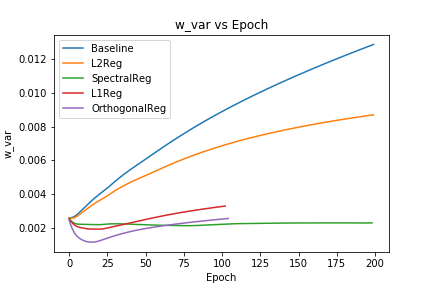 w_var vs Epoch
Baseline
L2Reg
SpectralReg
L1Reg
OrthogonalReg
0.012
0.010
0.008
0.006
0.004
0.002
w_var
0 25 50 75 100 125 150 175 200
Epoch